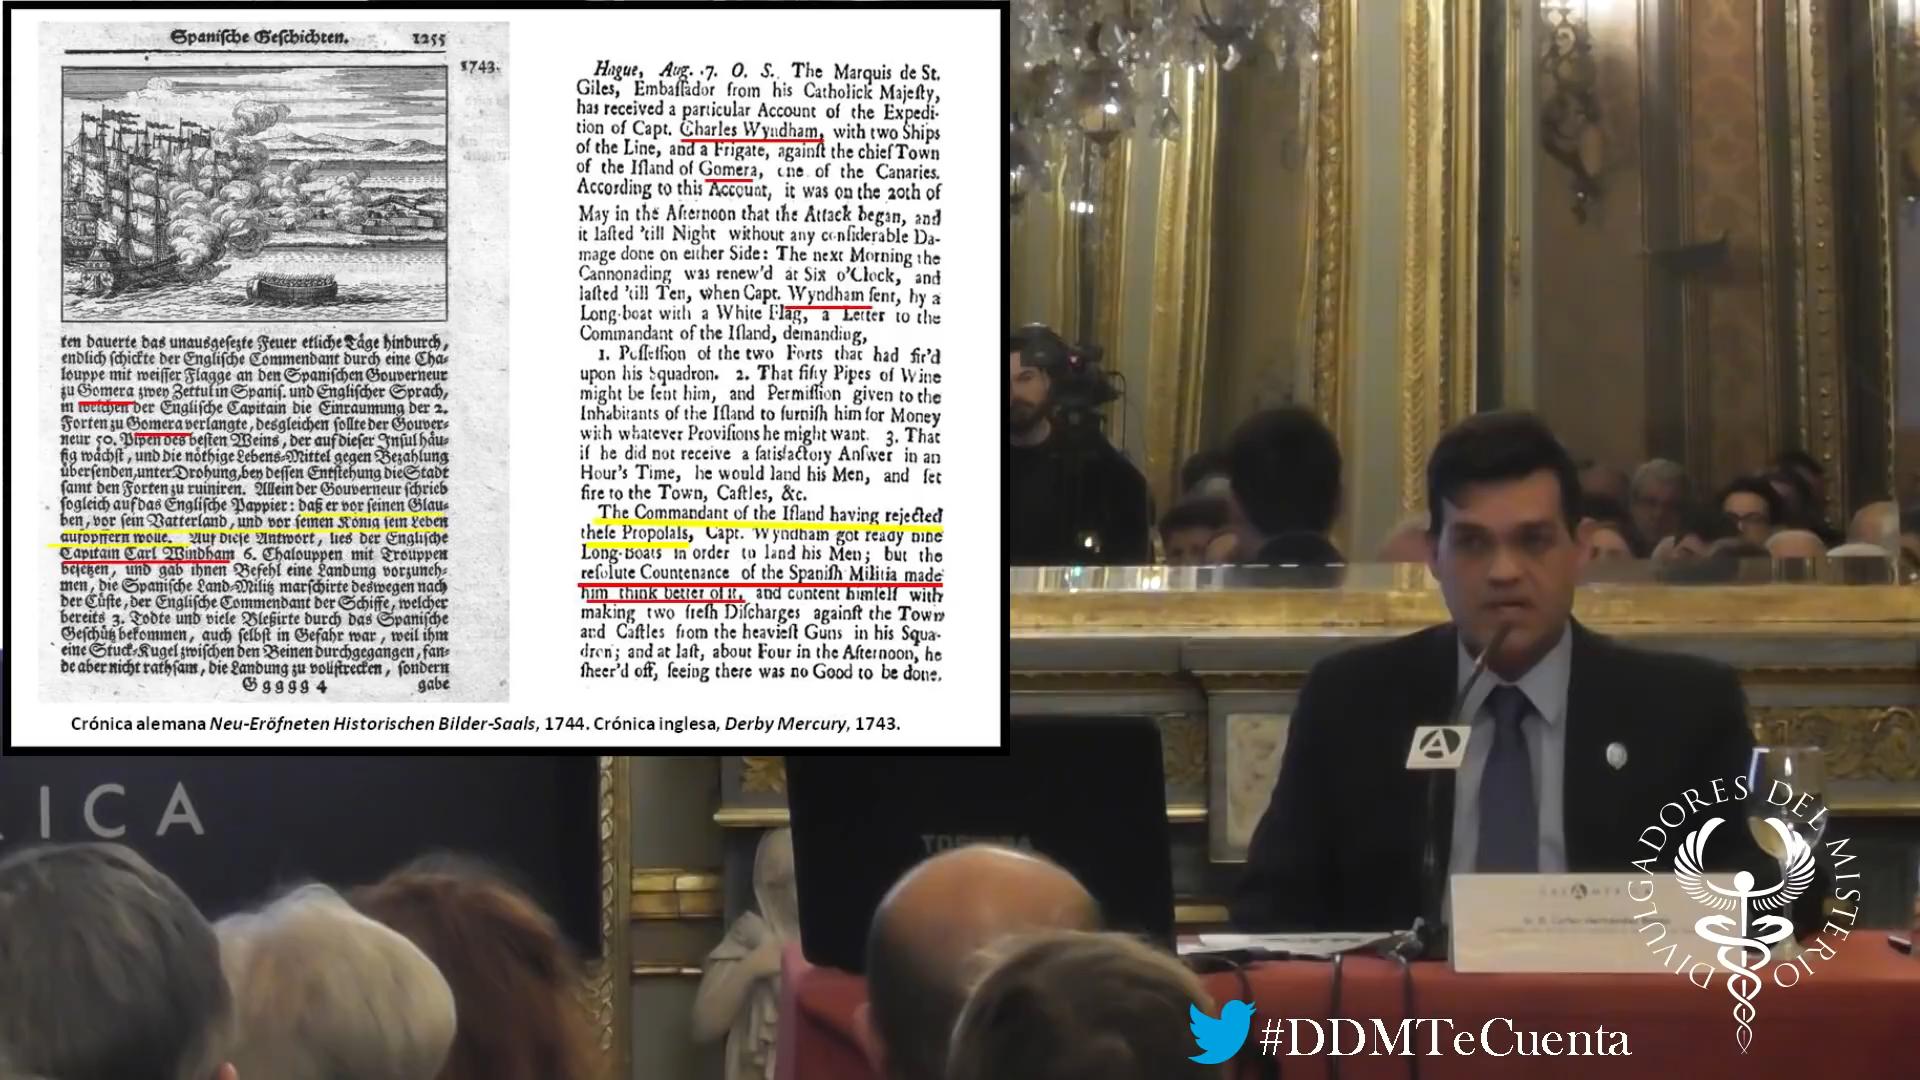 Spanische Geschichten. 1255
1743.
ten dauerte das unausgesezte Feuer etliche Täge hindurch,
endlich schickte der Englische Commendant durch eine Cha-
louppe mit weisser Flagge an den Spanischen Gouverneur
zu Gomera zwey Zettul in Spanis. und Englischer Sprach,
in welchen der Englische Capitain die Einraumung der 2.
Forten zu Gomera verlangte, desgleichen sollte der Gouver-
neur 50. Pipen des besten Weins, der auf dieser Insul häu-
fig wächst, und die nöthige Lebens-Mittel gegen Bezahlung
übersenden, unter Drohung, bey dessen Entstehung die Stadt
samt den Forten zu ruiniren. Allein der Gouverneur schrieb
sogleich auf das Englische Pappier: daß er vor seinen Glau-
ben, vor sein Vatterland, und vor seinen König sein Leben
aufopffern wolle. Auf diese Antwort, lies der Englische
Capitain Carl Windham 6. Chalouppen mit Trouppen
besetzen, und gab ihnen Befehl eine Landung vorzuneh-
men, die Spanische Land-Militz marschirte deswegen nach
der Cüste, der Englische Commendant der Schiffe, welcher
bereits 3. Todte und viele Bleßirte durch das Spanische
Geschütz bekommen, auch selbst in Gefahr war, weil ihm
eine Stuck-Kugel zwischen den Beinen durchgegangen, fan-
de aber nicht rathsam, die Landung zu vollstrecken, sondern
Ggggg 4 gabe
Hague, Aug. 7. O. S. The Marquis de St.
Giles, Embassador from his Catholick Majesty,
has received a particular Account of the Expedi-
tion of Capt. Charles Wyndham, with two Ships
of the Line, and a Frigate, against the chief Town
of the Island of Gomera, one of the Canaries.
According to this Account, it was on the 20th of
May in the Afternoon that the Attack began, and
it lasted 'till Night without any considerable Da-
mage done on either Side: The next Morning the
Cannonading was renew'd at Six o'Clock, and
lasted 'till Ten, when Capt. Wyndham sent, by a
Long-boat with a White Flag, a Letter to the
Commandant of the Island, demanding,
1. Possession of the two Forts that had fir'd
upon his Squadron. 2. That fifty Pipes of Wine
might be sent him, and Permission given to the
Inhabitants of the Island to furnish him for Money
with whatever Provisions he might want. 3. That
if he did not receive a satisfactory Answer in an
Hour's Time, he would land his Men, and set
fire to the Town, Castles, &c.
The Commandant of the Island having rejected
these Proposals, Capt. Wyndham got ready nine
Long-boats in order to land his Men; but the
resolute Countenance of the Spanish Militia made
him think better of it, and content himself with
making two fresh Discharges against the Town
and Castles from the heaviest Guns in his Squa-
dron; and at last, about Four in the Afternoon, he
sheer'd off, seeing there was no Good to be done.
Crónica alemana Neu-Eröfneten Historischen Bilder-Saals, 1744. Crónica inglesa, Derby Mercury, 1743.
ICA
TOSHIBA
A
DIVULGADORES DEL MISTERIO
#DDMTeCuenta